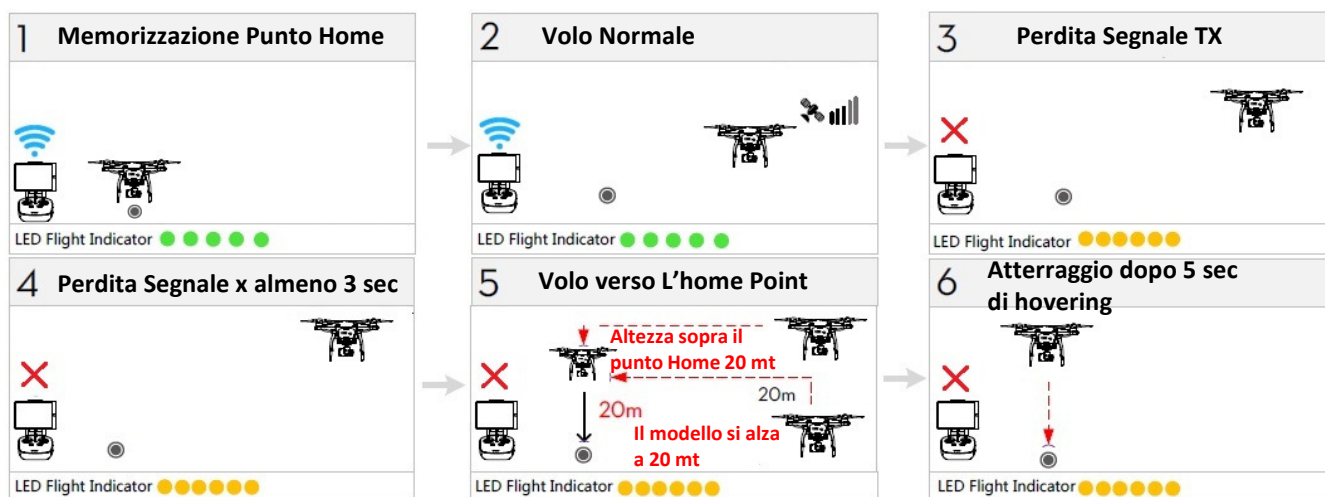 1 Memorizzazione Punto Home
LED Flight Indicator
2 Volo Normale
LED Flight Indicator
3 Perdita Segnale TX
LED Flight Indicator
4 Perdita Segnale x almeno 3 sec
LED Flight Indicator
5 Volo verso L'home Point
Altezza sopra il
punto Home 20 mt
20m
20m
Il modello si alza
a 20 mt
LED Flight Indicator
6 Atterraggio dopo 5 sec
di hovering
LED Flight Indicator